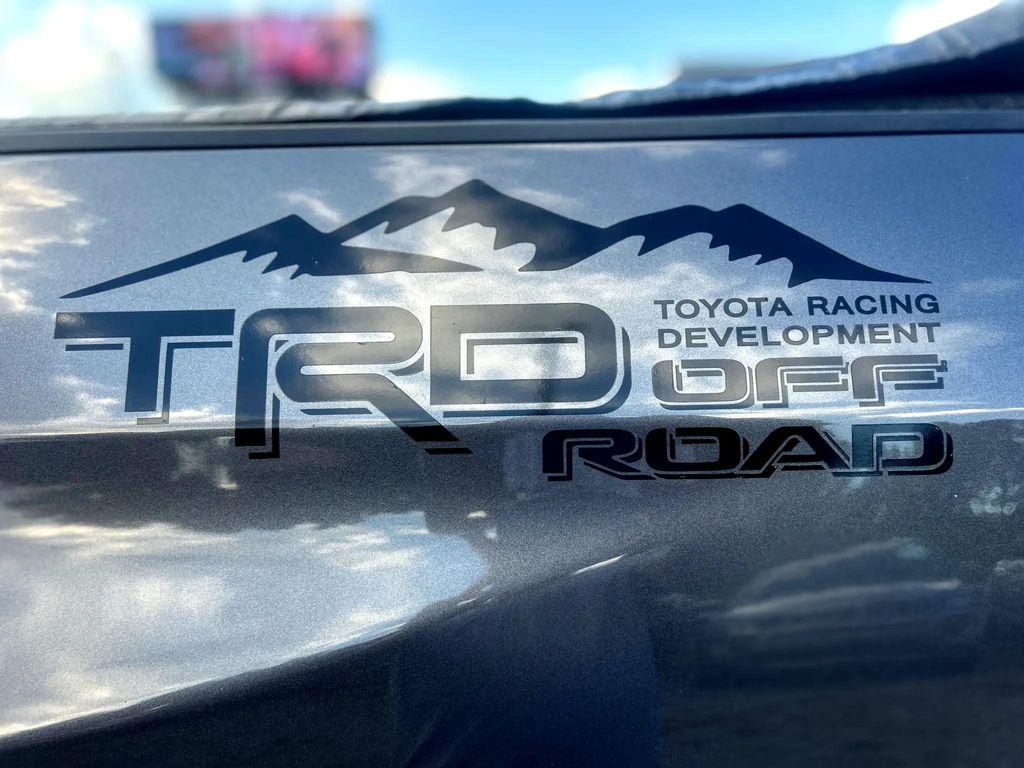 TRD
TOYOTA RACING
DEVELOPMENT
OFF
ROAD